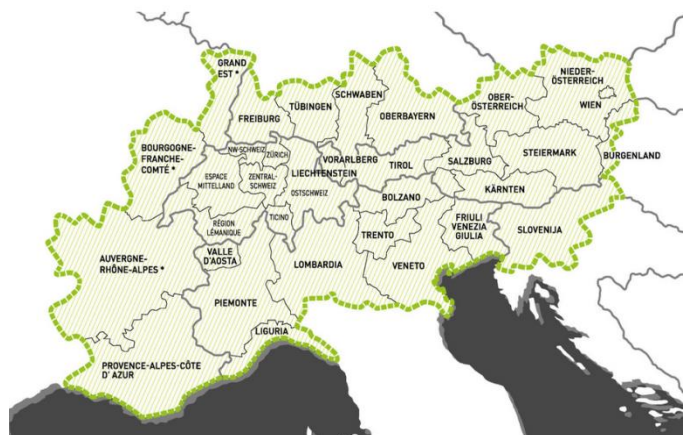 GRAND
EST *
NIEDER-
ÖSTERREICH
SCHWABEN
OBER-
ÖSTERREICH
WIEN
TÜBINGEN
FREIBURG
OBERBAYERN
BOURGOGNE-
FRANCHE-
COMTÉ *
NW-SCHWEIZ
ZÜRICH
VORARLBERG
TIROL
SALZBURG
STEIERMARK
BURGENLAND
LIECHTENSTEIN
ESPACE
MITTELLAND
ZENTRAL-
SCHWEIZ
OSTSCHWEIZ
BOLZANO
KÄRNTEN
RÉGION
LÉMANIQUE
TICINO
TRENTO
FRIULI
VENEZIA
GIULIA
SLOVENIJA
VALLE
D'AOSTA
AUVERGNE-
RHÔNE-ALPES *
LOMBARDIA
VENETO
PIEMONTE
LIGURIA
PROVENCE-ALPES-CÔTE
D' AZUR